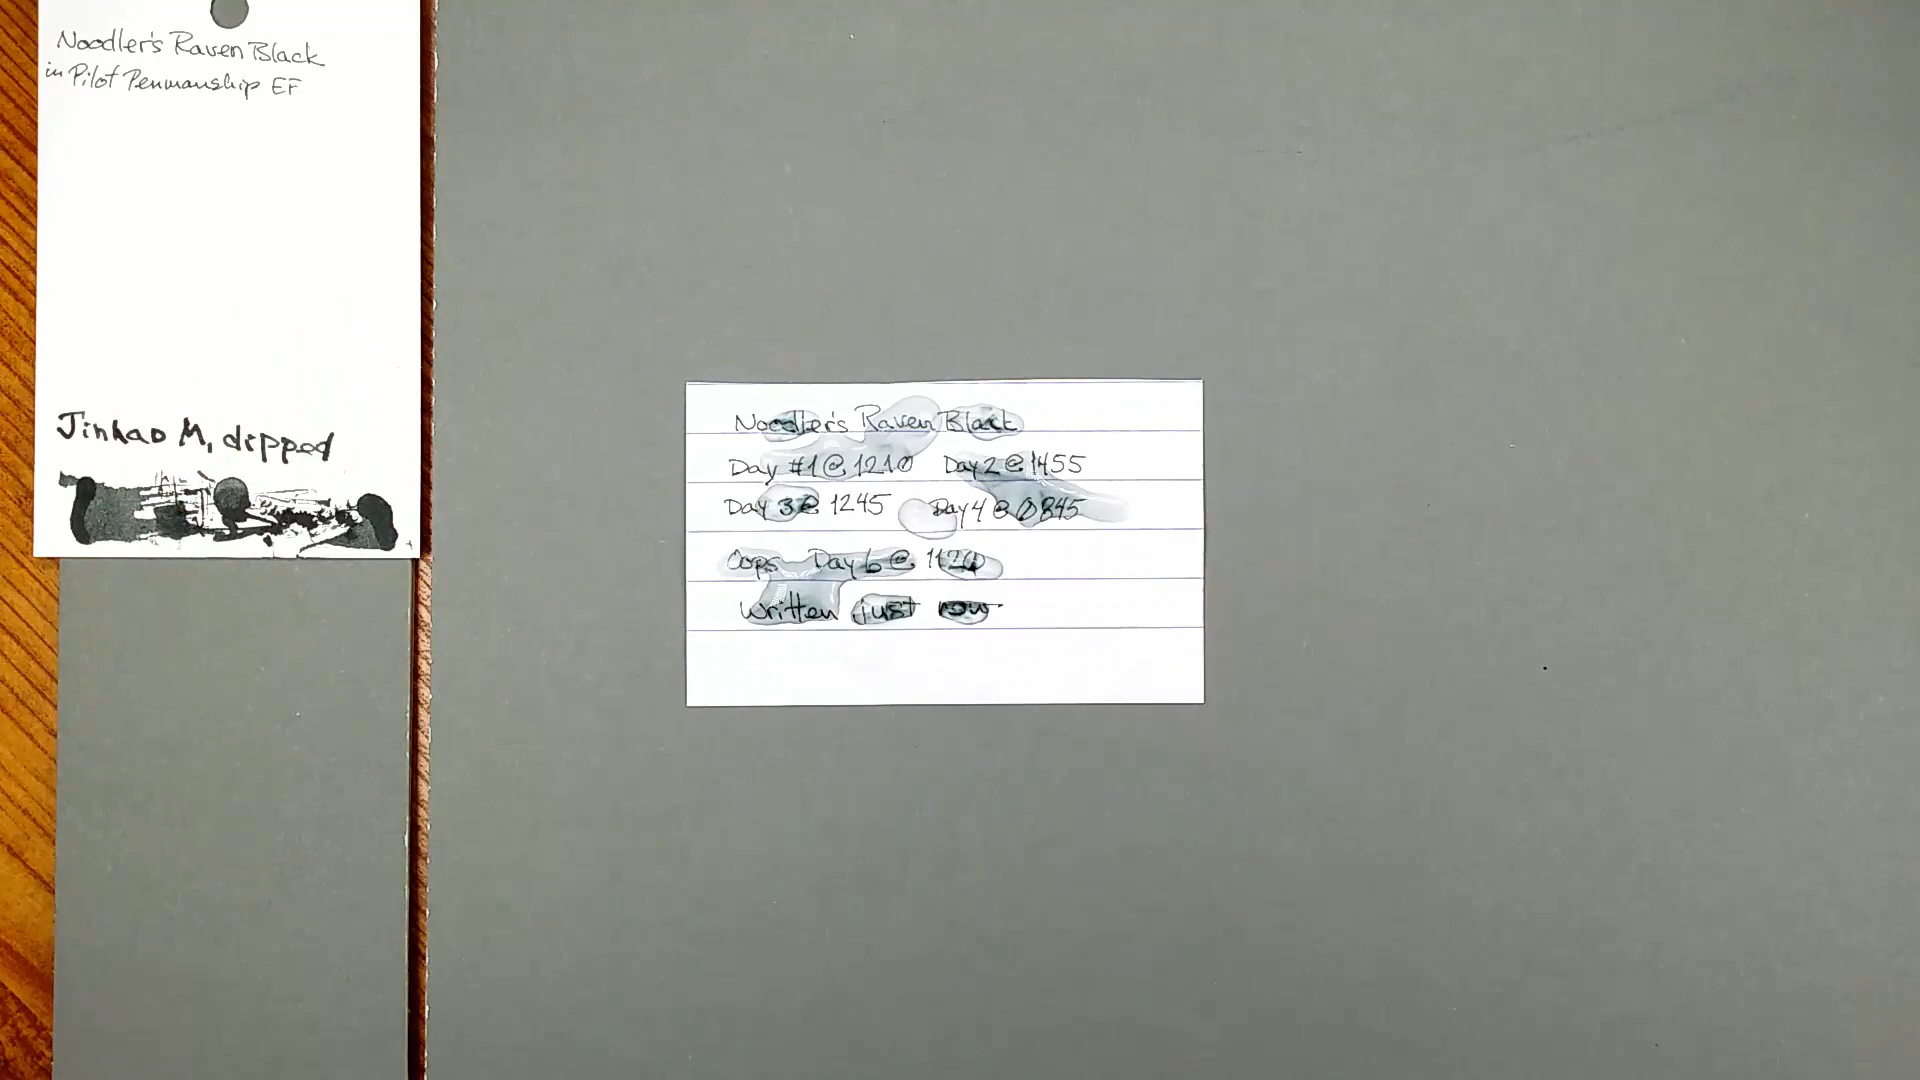 Noodler's Raven Black
in Pilot Penmanship EF
Jinhao M, dipped
Noodler's Raven Black
Day #1 @ 1210 Day 2 @ 1455
Day 3 @ 1245 Day 4 @ 0845
Oops Day 6 @ 1120
Written just now